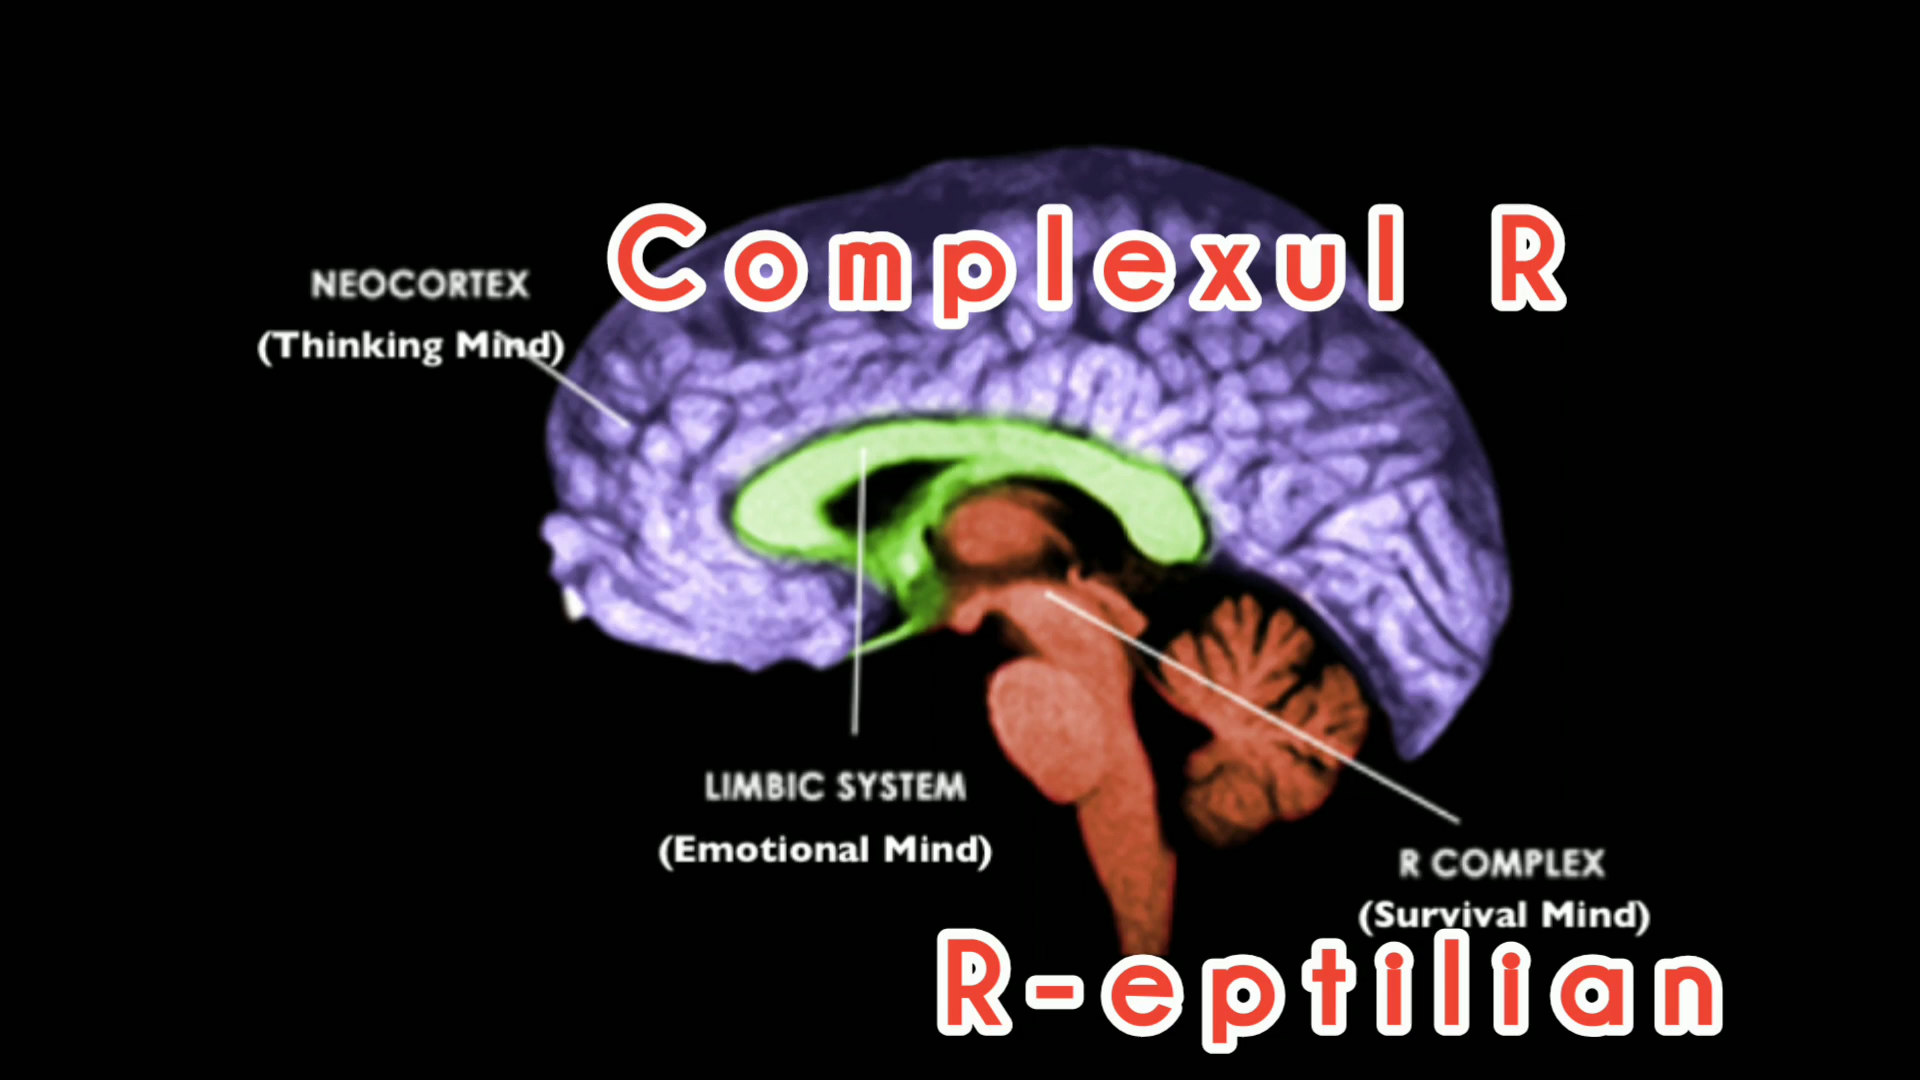 Complexul R
NEOCORTEX
(Thinking Mind)
LIMBIC SYSTEM
(Emotional Mind)
R COMPLEX
(Survival Mind)
R-eptilian